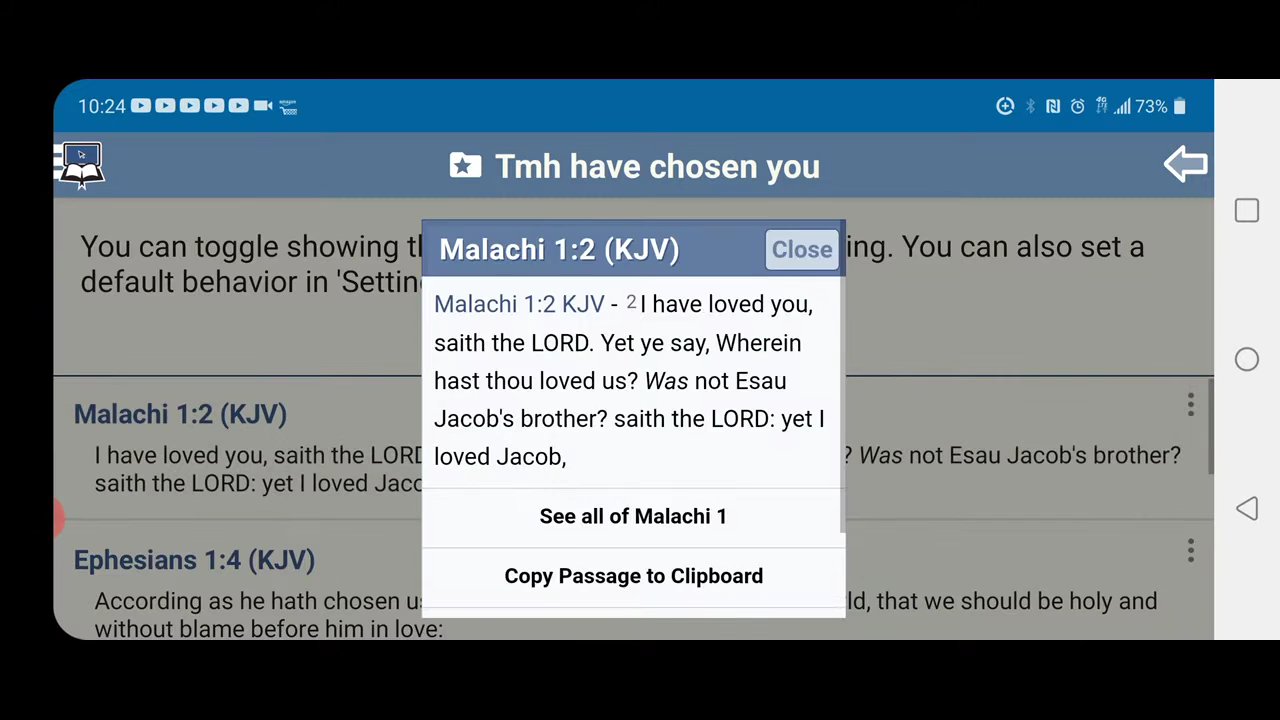 10:24
73%
Tmh have chosen you
You can toggle showing t
ing. You can also set a
default behavior in 'Settin
Malachi 1:2 (KJV)
Close
Malachi 1:2 KJV - 2 I have loved you,
saith the LORD. Yet ye say, Wherein
hast thou loved us? Was not Esau
Jacob's brother? saith the LORD: yet I
loved Jacob,
See all of Malachi 1
Copy Passage to Clipboard
Malachi 1:2 (KJV)
I have loved you, saith the LORD
? Was not Esau Jacob's brother?
saith the LORD: yet I loved Jaco
Ephesians 1:4 (KJV)
According as he hath chosen u
ld, that we should be holy and
without blame before him in love: